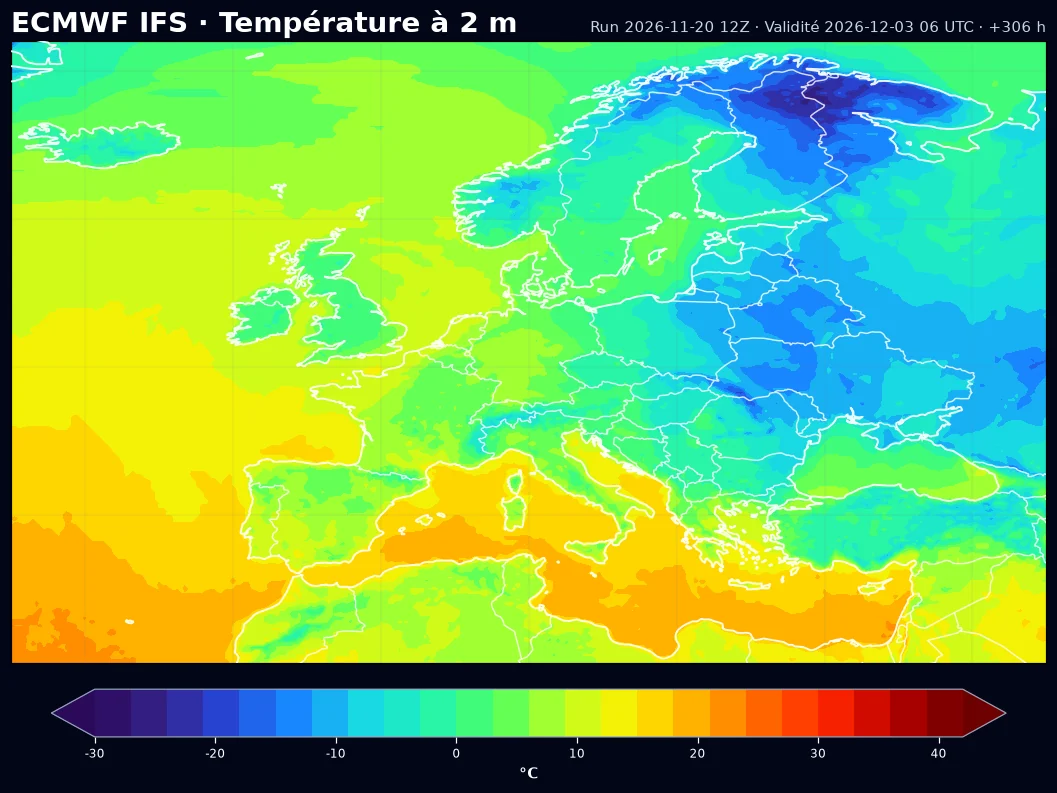 ECMWF IFS · Température à 2 m
Run 2026-11-20 12Z · Validité 2026-12-03 06 UTC · +306 h
-30 -20 -10 0 10 20 30 40
°C